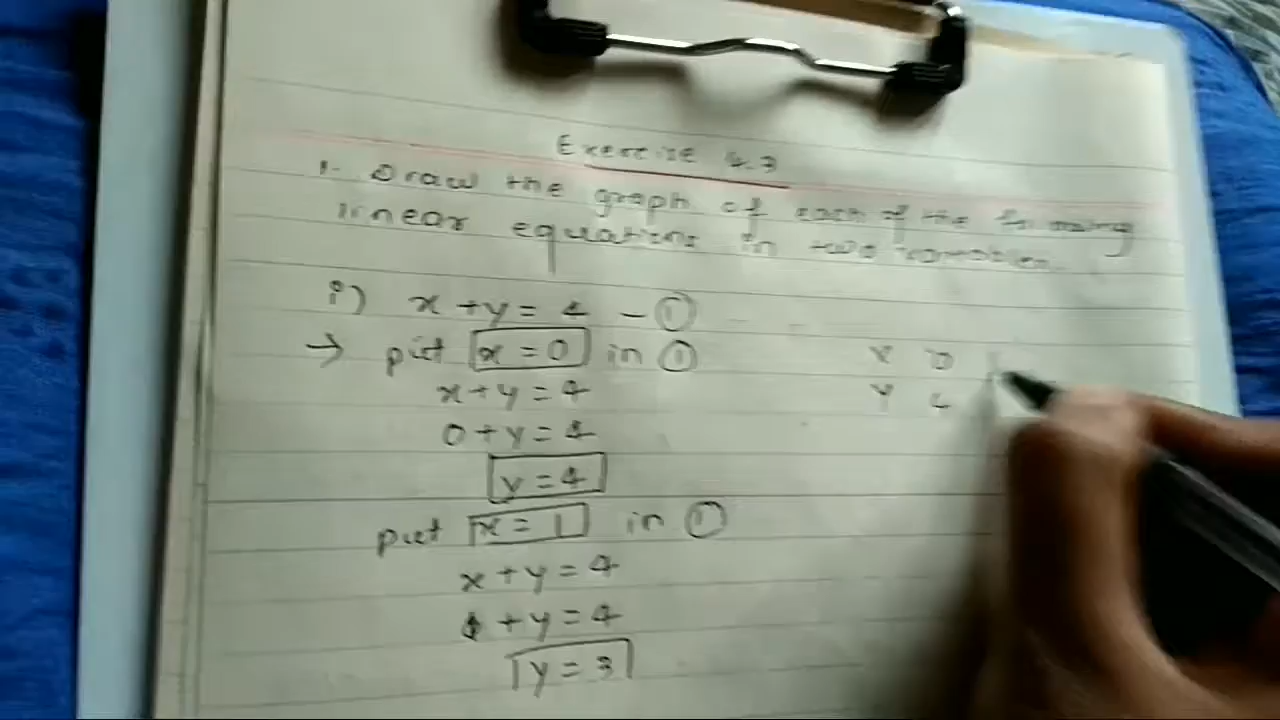 Exercise 4.3
1. Draw the graph of each of the following
linear equations in two variables.
i) x + y = 4 - ①
→ put x = 0 in ①
x + y = 4
0 + y = 4
y = 4
put x = 1 in ①
x + y = 4
1 + y = 4
y = 3
x 0
y 4